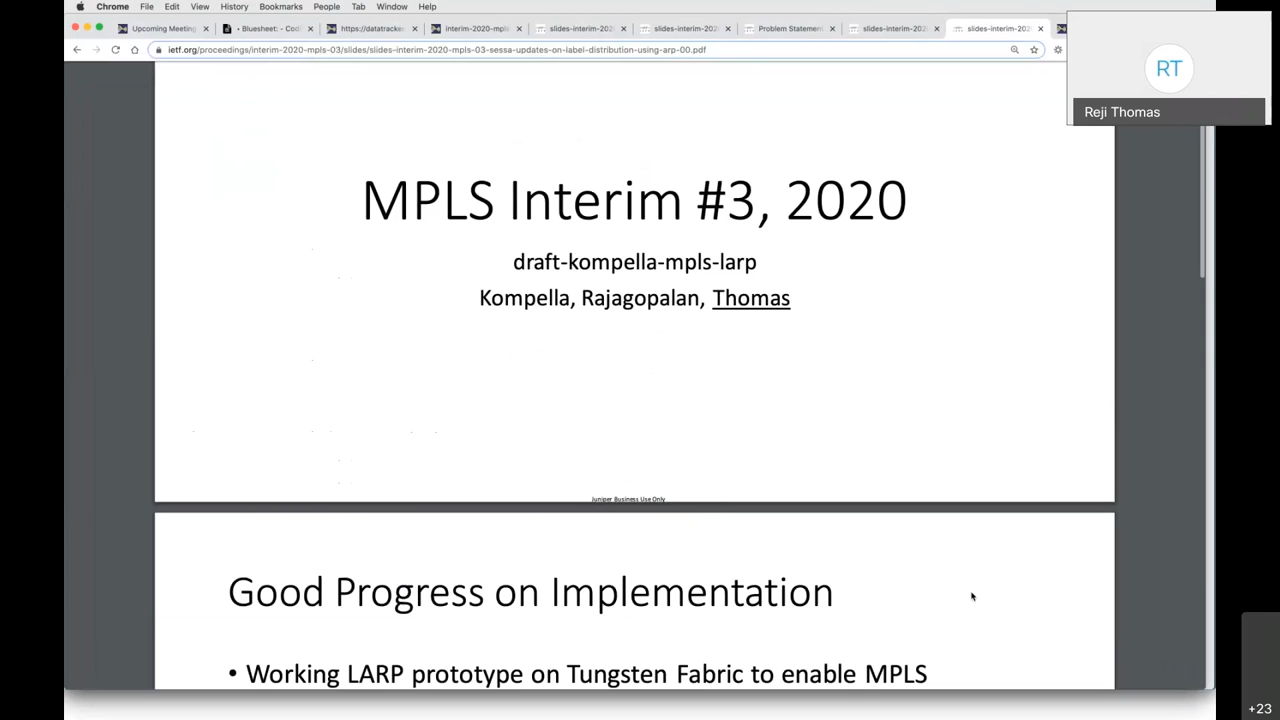 Chrome File Edit View History Bookmarks People Tab Window Help
Upcoming Meeting
Bluesheet: - Codi
https://datatracke
interim-2020-mpls
slides-interim-202
slides-interim-202
Problem Statement
slides-interim-202
slides-interim-202
ietf.org/proceedings/interim-2020-mpls-03/slides/slides-interim-2020-mpls-03-sessa-updates-on-label-distribution-using-arp-00.pdf
RT
Reji Thomas
MPLS Interim #3, 2020
draft-kompella-mpls-larp
Kompella, Rajagopalan, Thomas
Juniper Business Use Only
Good Progress on Implementation
• Working LARP prototype on Tungsten Fabric to enable MPLS
+23